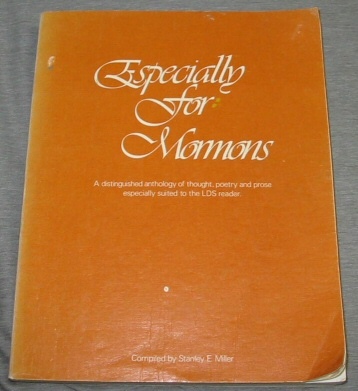 Especially
for
Mormons
A distinguished anthology of thought, poetry and prose
especially suited to the LDS reader.
Compiled by Stanley E. Miller